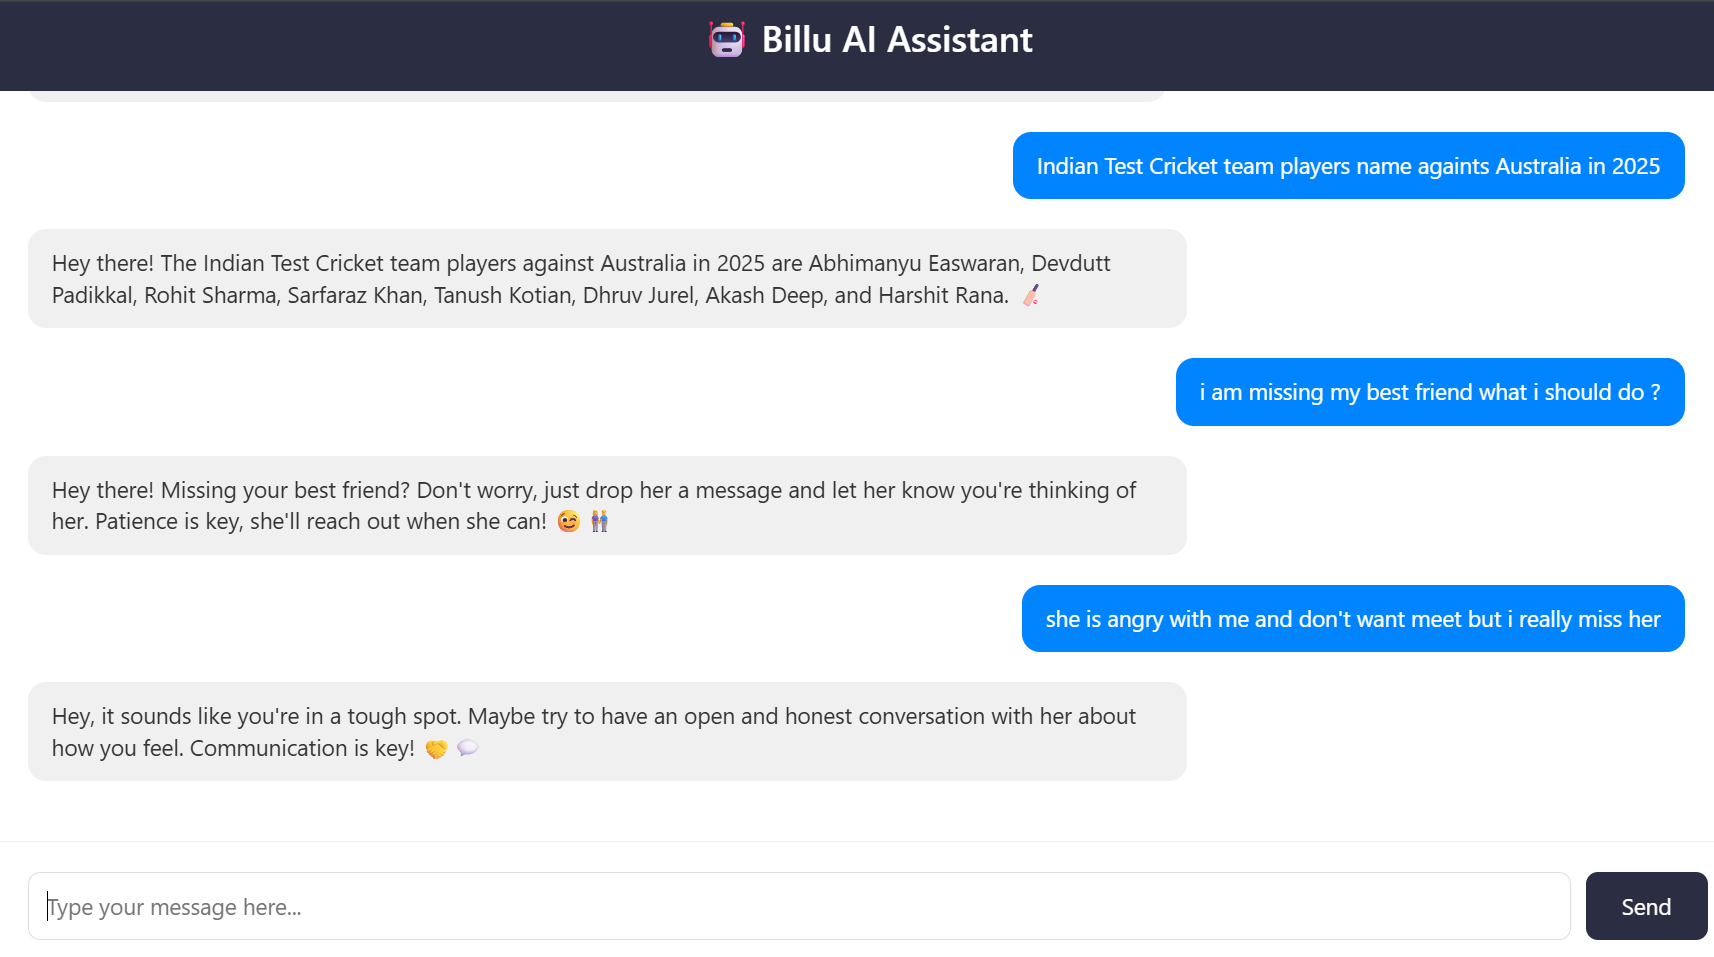 Billu AI Assistant
Indian Test Cricket team players name againts Australia in 2025
Hey there! The Indian Test Cricket team players against Australia in 2025 are Abhimanyu Easwaran, Devdutt
Padikkal, Rohit Sharma, Sarfaraz Khan, Tanush Kotian, Dhruv Jurel, Akash Deep, and Harshit Rana.
i am missing my best friend what i should do ?
Hey there! Missing your best friend? Don't worry, just drop her a message and let her know you're thinking of
her. Patience is key, she'll reach out when she can!
she is angry with me and don't want meet but i really miss her
Hey, it sounds like you're in a tough spot. Maybe try to have an open and honest conversation with her about
how you feel. Communication is key!
Type your message here...
Send